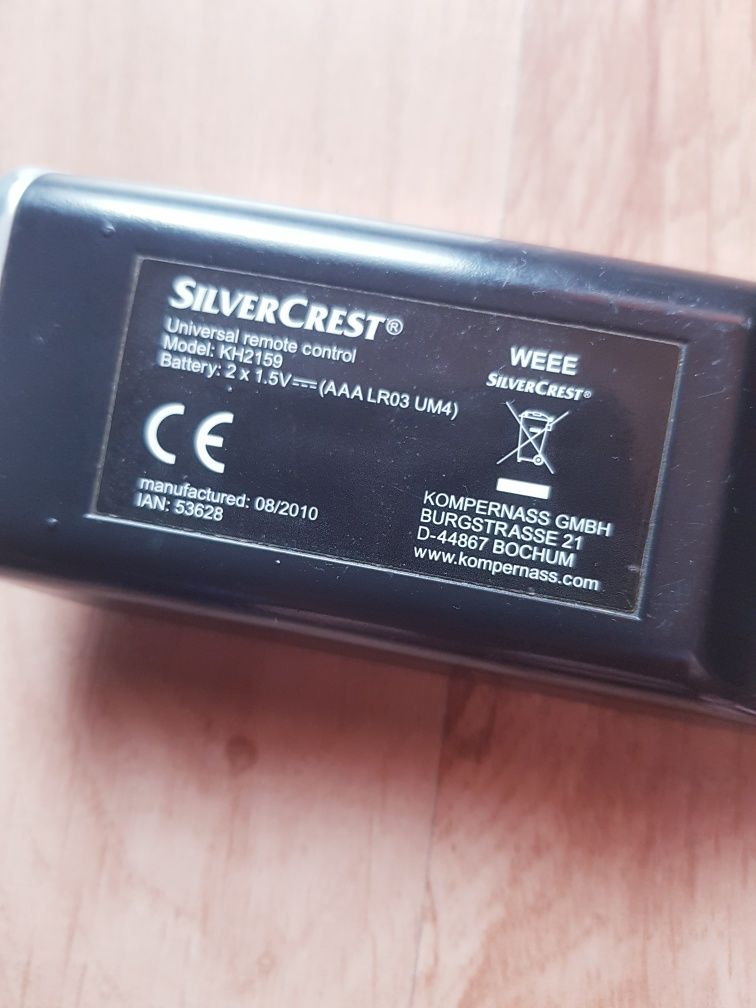 SILVERCREST®
Universal remote control
Model: KH2159
Battery: 2 x 1.5V⎓(AAA LR03 UM4)
CE
manufactured: 08/2010
IAN: 53628
WEEE
SILVERCREST®
KOMPERNASS GMBH
BURGSTRASSE 21
D-44867 BOCHUM
www.kompernass.com